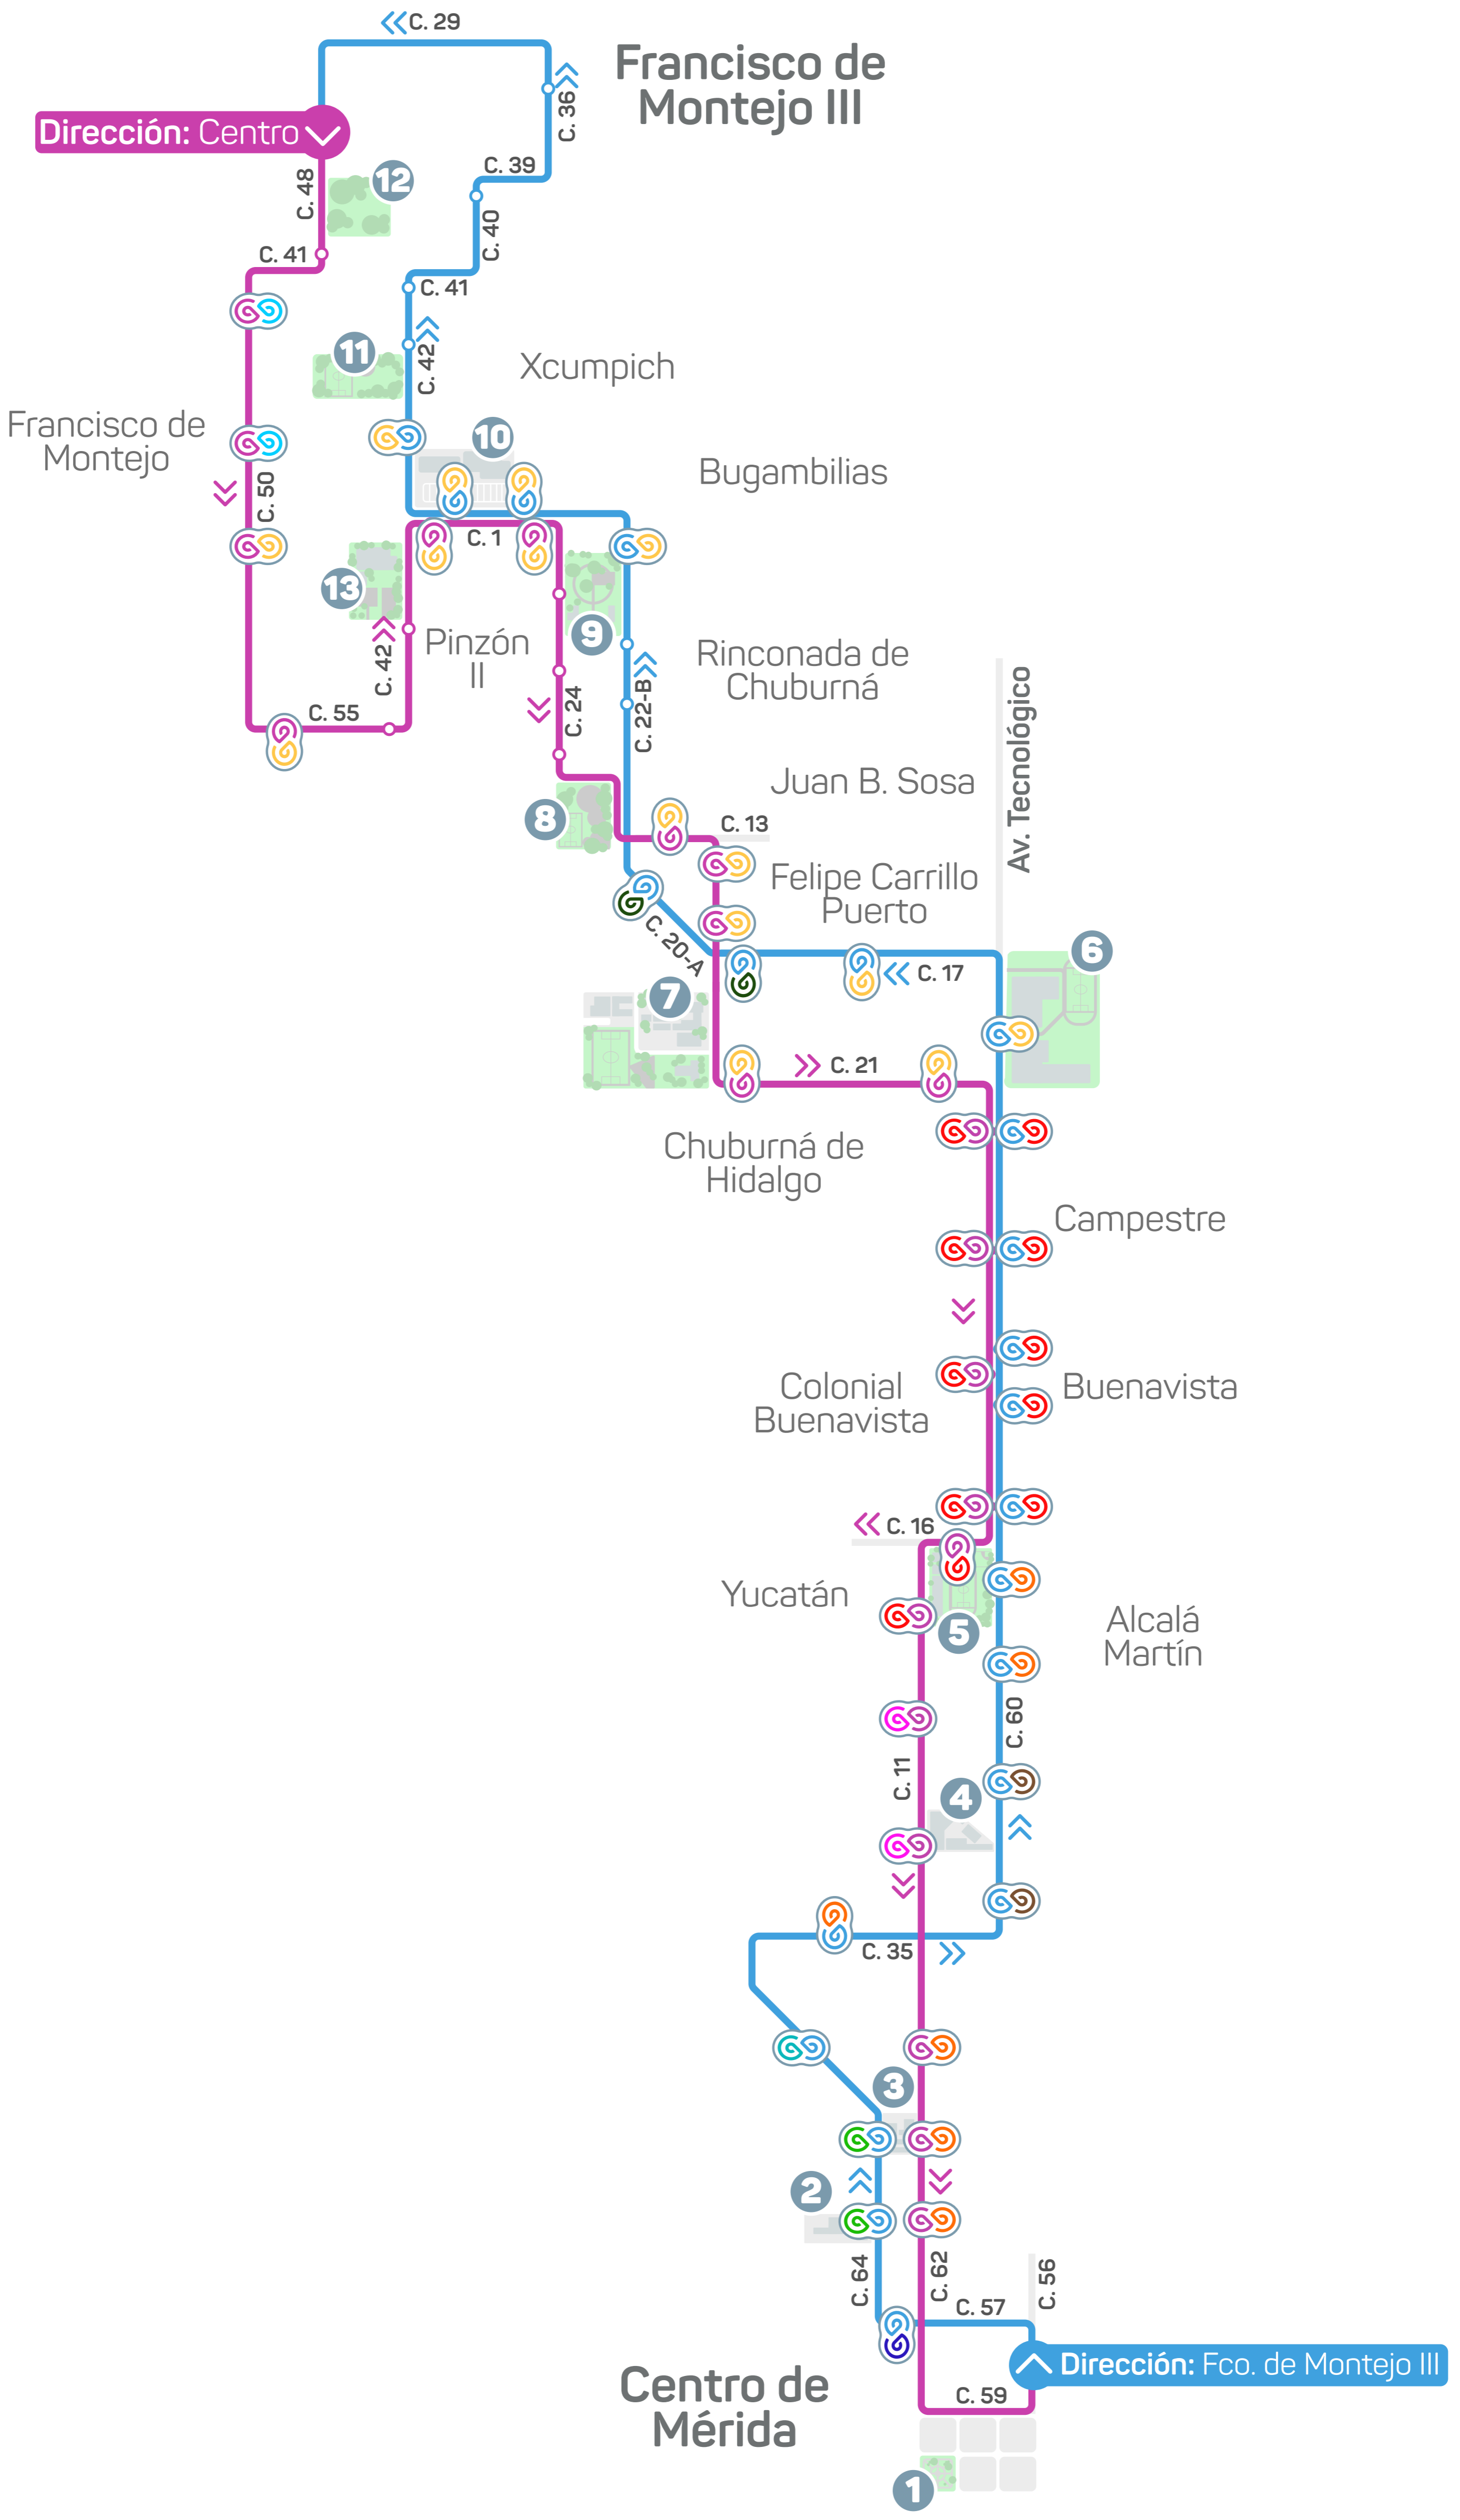 C. 29
Francisco de
Montejo III
C. 36
Dirección: Centro
12
C. 48
C. 39
C. 40
C. 41
C. 41
11
C. 42
Xcumpich
Francisco de
Montejo
10
Bugambilias
C. 50
C. 1
13
9
Pinzón
II
C. 42
Rinconada de
Chuburná
C. 55
C. 24
C. 22-B
Av. Tecnológico
Juan B. Sosa
8
C. 13
Felipe Carrillo
Puerto
C. 20-A
6
C. 17
7
C. 21
Chuburná de
Hidalgo
Campestre
Colonial
Buenavista
Buenavista
C. 16
Yucatán
5
Alcalá
Martín
C. 60
C. 11
4
C. 35
3
2
C. 64
C. 62
C. 56
C. 57
Dirección: Fco. de Montejo III
Centro de
Mérida
C. 59
1